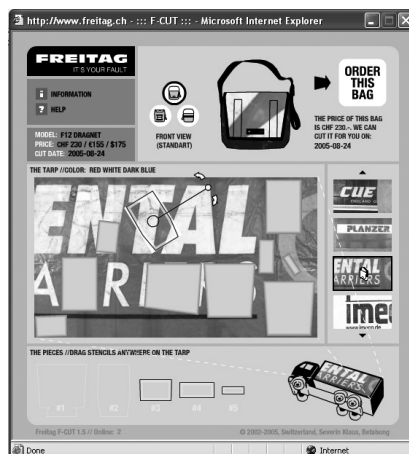 http://www.freitag.ch - ::: F-CUT ::: - Microsoft Internet Explorer
FREITAG
IT'S YOUR FAULT
INFORMATION
HELP
MODEL: F12 DRAGNET
PRICE: CHF 230 / €155 / $175
CUT DATE: 2005-08-24
FRONT VIEW
(STANDART)
ORDER
THIS
BAG
THE PRICE OF THIS BAG
IS CHF 230.-. WE CAN
CUT IT FOR YOU ON:
2005-08-24
THE TARP //COLOR: RED WHITE DARK BLUE
ENTAL
ARR
CUE
PLANZER
ENTAL
ARRIERS
imec
THE PIECES //DRAG STENCILS ANYWHERE ON THE TARP
#1
#2
#3
#4
#5
ENTAL
ARRIERS
Freitag F-CUT 1.5 // Online: 2
© 2002-2005, Switzerland, Severin Klaus, Belabong
Done
Internet